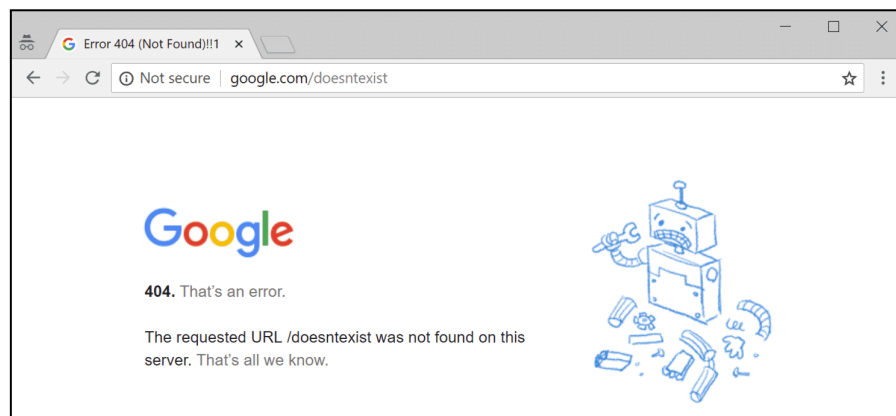 Error 404 (Not Found)!!1
Not secure google.com/doesntexist
Google
404. That’s an error.
The requested URL /doesntexist was not found on this
server. That’s all we know.